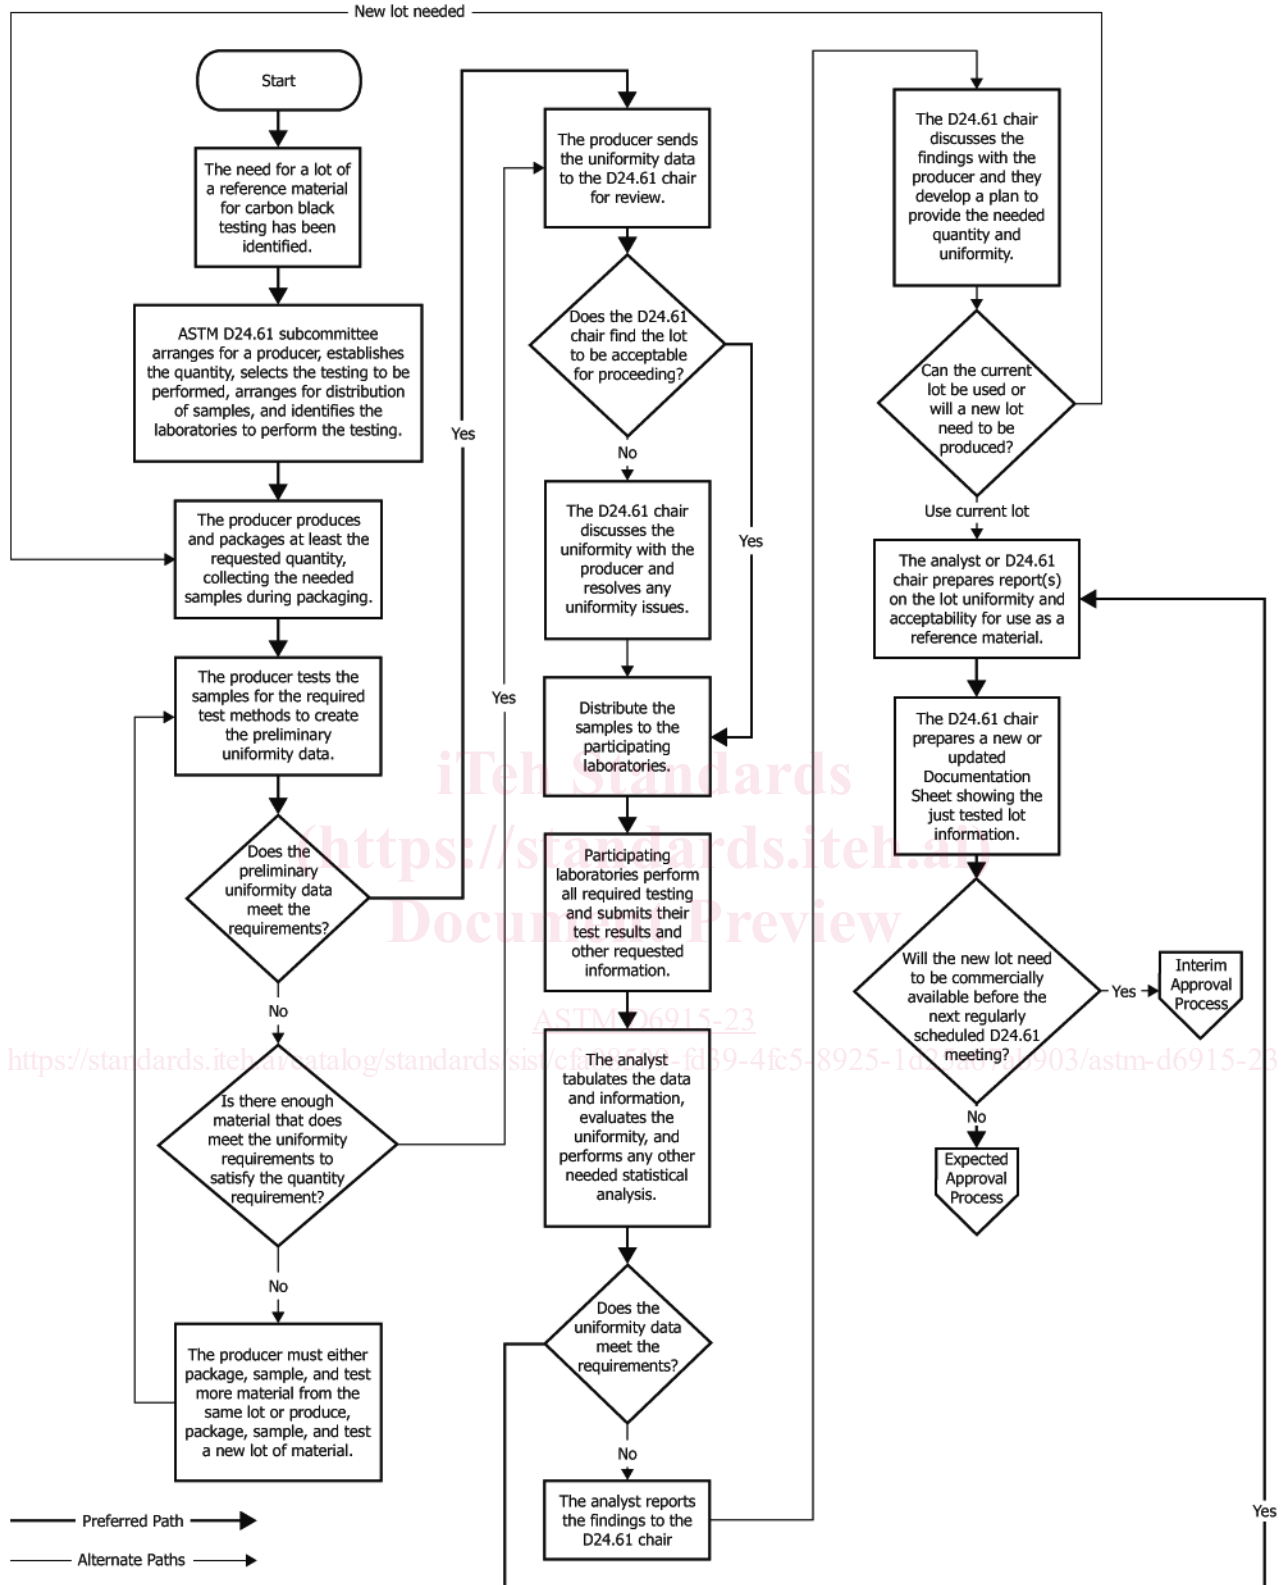 New lot needed
Start
The need for a lot of
a reference material
for carbon black
testing has been
identified.
ASTM D24.61 subcommittee
arranges for a producer, establishes
the quantity, selects the testing to be
performed, arranges for distribution
of samples, and identifies the
laboratories to perform the testing.
The producer produces
and packages at least the
requested quantity,
collecting the needed
samples during packaging.
The producer tests the
samples for the required
test methods to create
the preliminary
uniformity data.
Does the
preliminary
uniformity data
meet the
requirements?
Yes
No
Is there enough
material that does
meet the uniformity
requirements to
satisfy the quantity
requirement?
Yes
No
The producer must either
package, sample, and test
more material from the
same lot or produce,
package, sample, and test
a new lot of material.
Preferred Path
Alternate Paths
The producer sends
the uniformity data
to the D24.61 chair
for review.
Does the D24.61
chair find the lot
to be acceptable
for proceeding?
No
Yes
The D24.61 chair
discusses the
uniformity with the
producer and
resolves any
uniformity issues.
Distribute the
samples to the
participating
laboratories.
Participating
laboratories perform
all required testing
and submits their
test results and
other requested
information.
The analyst
tabulates the data
and information,
evaluates the
uniformity, and
performs any other
needed statistical
analysis.
Does the
uniformity data
meet the
requirements?
No
The analyst reports
the findings to the
D24.61 chair
The D24.61 chair
discusses the
findings with the
producer and they
develop a plan to
provide the needed
quantity and
uniformity.
Can the current
lot be used or
will a new lot
need to be
produced?
Use current lot
The analyst or D24.61
chair prepares report(s)
on the lot uniformity and
acceptability for use as a
reference material.
The D24.61 chair
prepares a new or
updated
Documentation
Sheet showing the
just tested lot
information.
Will the new lot need
to be commercially
available before the
next regularly
scheduled D24.61
meeting?
Yes
Interim
Approval
Process
No
Expected
Approval
Process
Yes
iTeh Standards
(https://standards.iteh.ai)
Document Preview
ASTM D6915-23